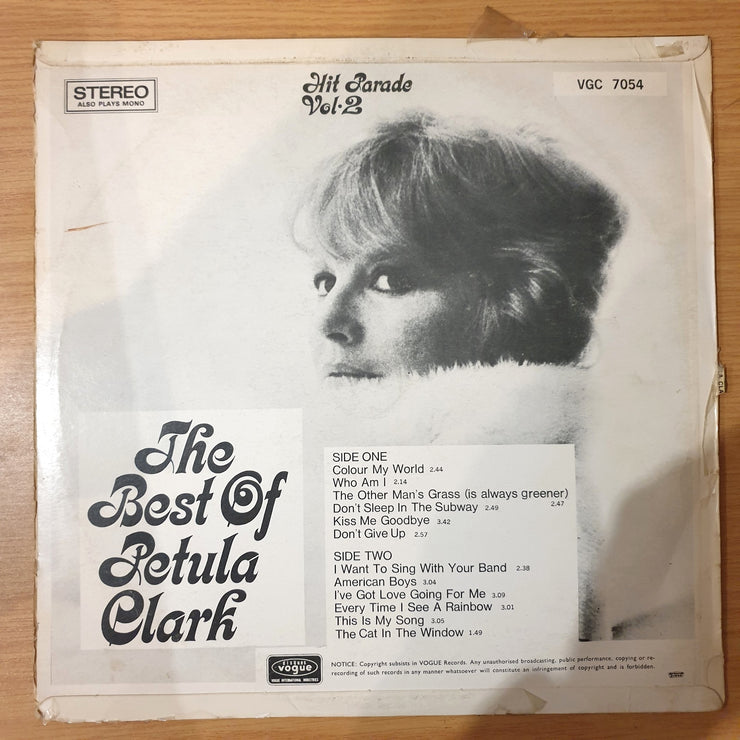 STEREO
ALSO PLAYS MONO
Hit Parade
Vol·2
VGC 7054
The
Best Of
Petula
Clark
SIDE ONE
Colour My World 2.44
Who Am I 2.14
The Other Man's Grass (is always greener) 2.47
Don't Sleep In The Subway 2.49
Kiss Me Goodbye 3.42
Don't Give Up 2.57
SIDE TWO
I Want To Sing With Your Band 2.38
American Boys 3.04
I've Got Love Going For Me 3.09
Every Time I See A Rainbow 3.01
This Is My Song 3.05
The Cat In The Window 1.49
disques
vogue
VOGUE INTERNATIONAL INDUSTRIES
NOTICE: Copyright subsists in VOGUE Records. Any unauthorised broadcasting, public performance, copying or re-
recording of such records in any manner whatsoever will constitute an infringement of copyright and is forbidden.
A CLA